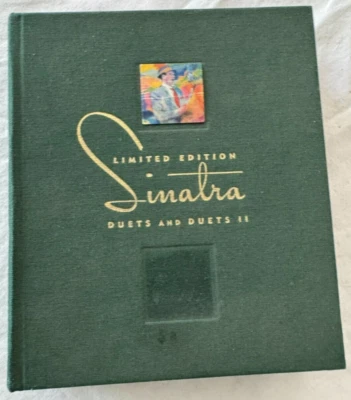 LIMITED EDITION
Sinatra
DUETS AND DUETS II